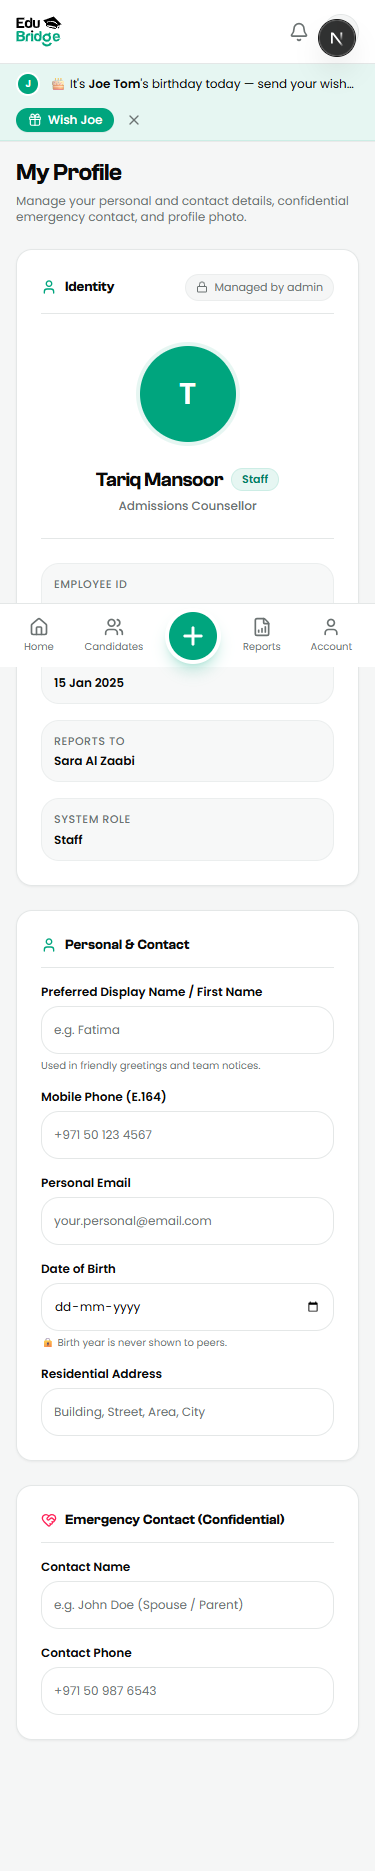 Edu
Bridge
N
J
🎂 It's Joe Tom's birthday today — send your wish...
Wish Joe
My Profile
Manage your personal and contact details, confidential
emergency contact, and profile photo.
Identity
Managed by admin
T
Tariq Mansoor
Staff
Admissions Counsellor
EMPLOYEE ID
Home
Candidates
Reports
Account
15 Jan 2025
REPORTS TO
Sara Al Zaabi
SYSTEM ROLE
Staff
Personal & Contact
Preferred Display Name / First Name
e.g. Fatima
Used in friendly greetings and team notices.
Mobile Phone (E.164)
+971 50 123 4567
Personal Email
your.personal@email.com
Date of Birth
dd-mm-yyyy
🔒 Birth year is never shown to peers.
Residential Address
Building, Street, Area, City
Emergency Contact (Confidential)
Contact Name
e.g. John Doe (Spouse / Parent)
Contact Phone
+971 50 987 6543